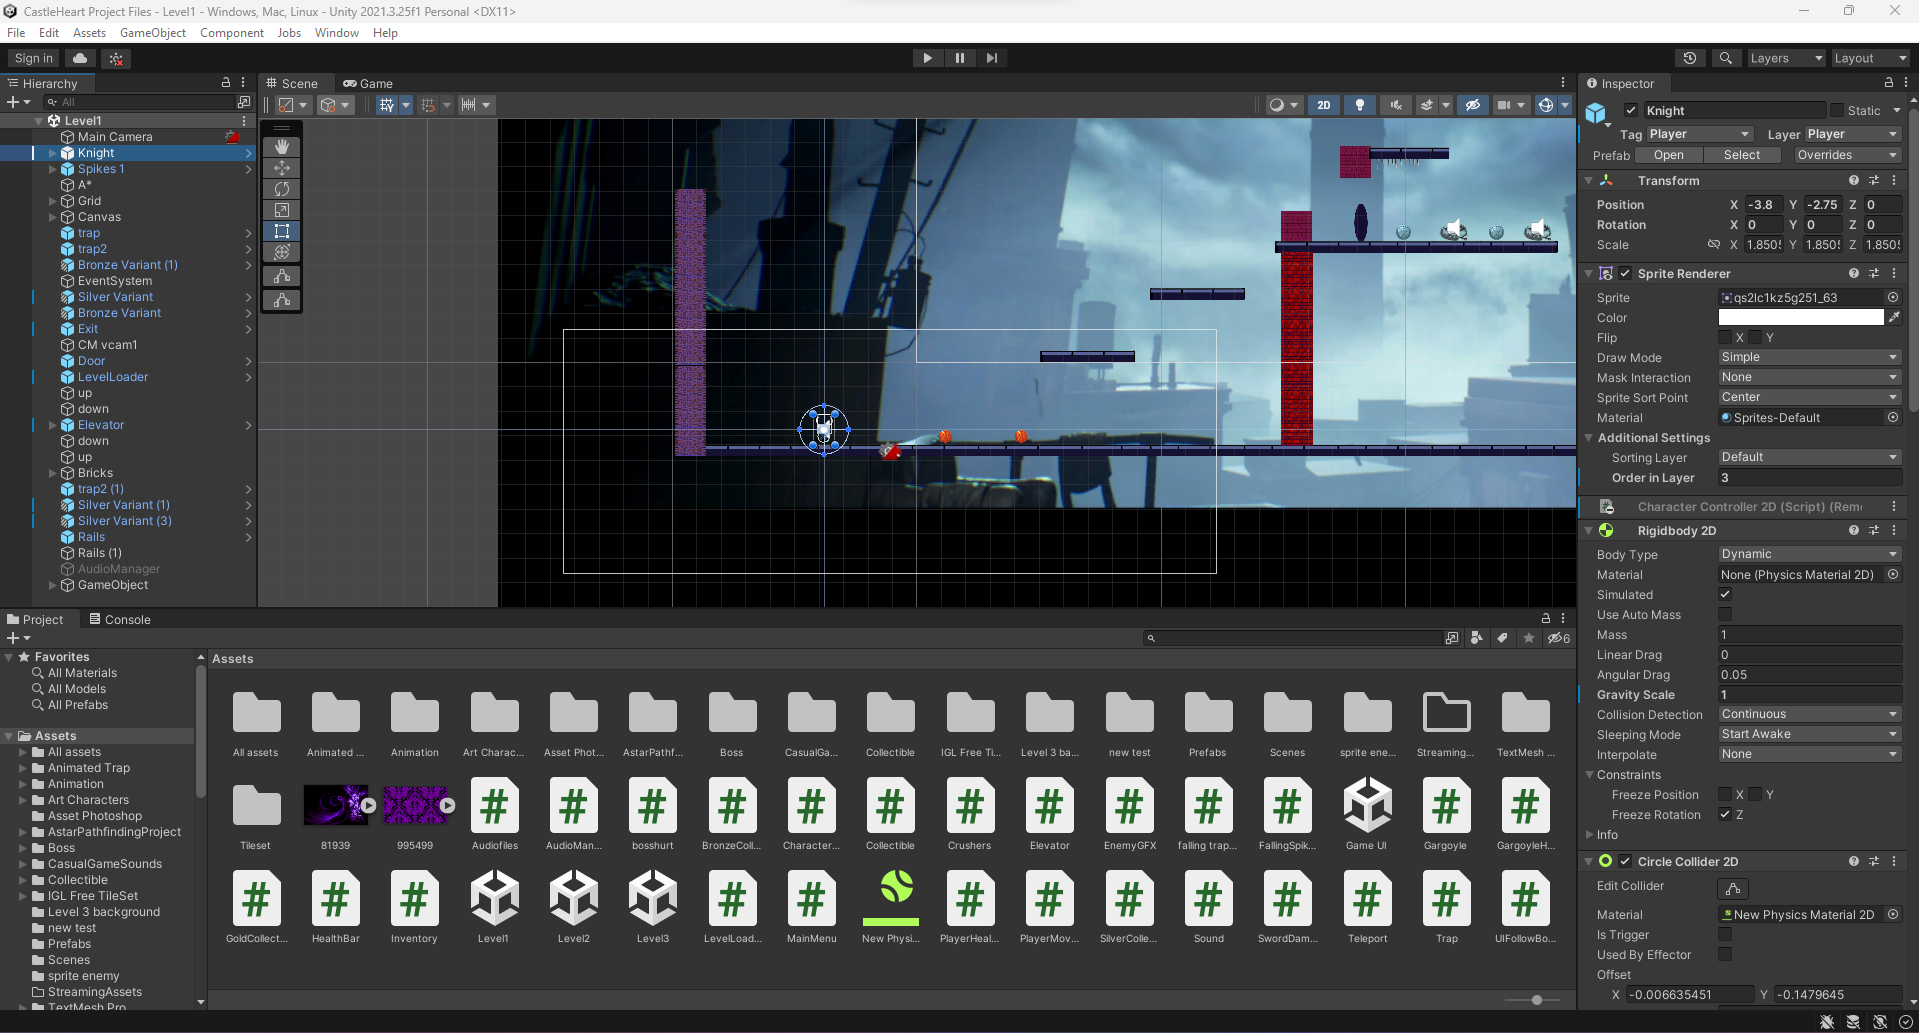 CastleHeart Project Files - Level1 - Windows, Mac, Linux - Unity 2021.3.25f1 Personal <DX11>
File Edit Assets GameObject Component Jobs Window Help
Sign in
Layers
Layout
Hierarchy
All
Level1
Main Camera
Knight
Spikes 1
A*
Grid
Canvas
trap
trap2
Bronze Variant (1)
EventSystem
Silver Variant
Bronze Variant
Exit
CM vcam1
Door
LevelLoader
up
down
Elevator
down
up
Bricks
trap2 (1)
Silver Variant (1)
Silver Variant (3)
Rails
Rails (1)
AudioManager
GameObject
Scene
Game
2D
Inspector
Knight
Static
Tag Player Layer Player
Prefab Open Select Overrides
Transform
Position X -3.8 Y -2.75 Z 0
Rotation X 0 Y 0 Z 0
Scale X 1.850 Y 1.850 Z 1.850
Sprite Renderer
Sprite qs2lc1kz5g251_63
Color
Flip X Y
Draw Mode Simple
Mask Interaction None
Sprite Sort Point Center
Material Sprites-Default
Additional Settings
Sorting Layer Default
Order in Layer 3
Character Controller 2D (Script) (Rem
Rigidbody 2D
Body Type Dynamic
Material None (Physics Material 2D)
Simulated
Use Auto Mass
Mass 1
Linear Drag 0
Angular Drag 0.05
Gravity Scale 1
Collision Detection Continuous
Sleeping Mode Start Awake
Interpolate None
Constraints
Freeze Position X Y
Freeze Rotation Z
Info
Circle Collider 2D
Edit Collider
Material New Physics Material 2D
Is Trigger
Used By Effector
Offset
X -0.006635451 Y -0.1479645
Project
Console
6
Favorites
All Materials
All Models
All Prefabs
Assets
All assets
Animated Trap
Animation
Art Characters
Asset Photoshop
AstarPathfindingProject
Boss
CasualGameSounds
Collectible
IGL Free TileSet
Level 3 background
new test
Prefabs
Scenes
sprite enemy
StreamingAssets
TextMesh Pro
Assets
All assets Animated ... Animation Art Charac... Asset Phot... AstarPathf... Boss CasualGa... Collectible IGL Free Ti... Level 3 ba... new test Prefabs Scenes sprite ene... Streaming... TextMesh ...
Tileset 81939 995499 Audiofiles AudioMan... bosshurt BronzeColl... Character... Collectible Crushers Elevator EnemyGFX falling trap... FallingSpik... Game UI Gargoyle GargoyleH...
GoldCollect... HealthBar Inventory Level1 Level2 Level3 LevelLoad... MainMenu New Physi... PlayerHeal... PlayerMov... SilverColle... Sound SwordDam... Teleport Trap UIFollowBo...